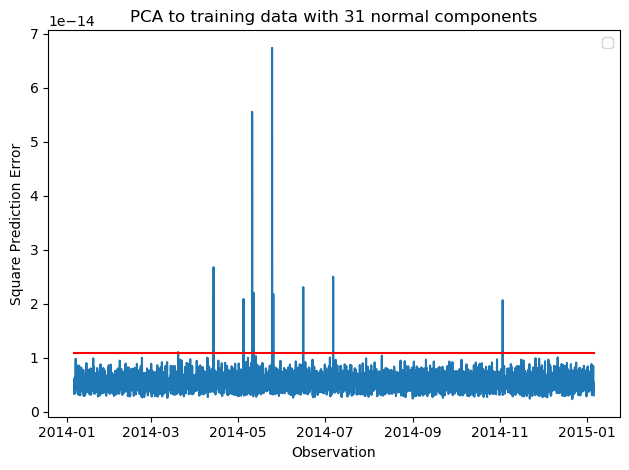 PCA to training data with 31 normal components
1e−14
7
6
5
4
3
2
1
0
Square Prediction Error
2014-01 2014-03 2014-05 2014-07 2014-09 2014-11 2015-01
Observation